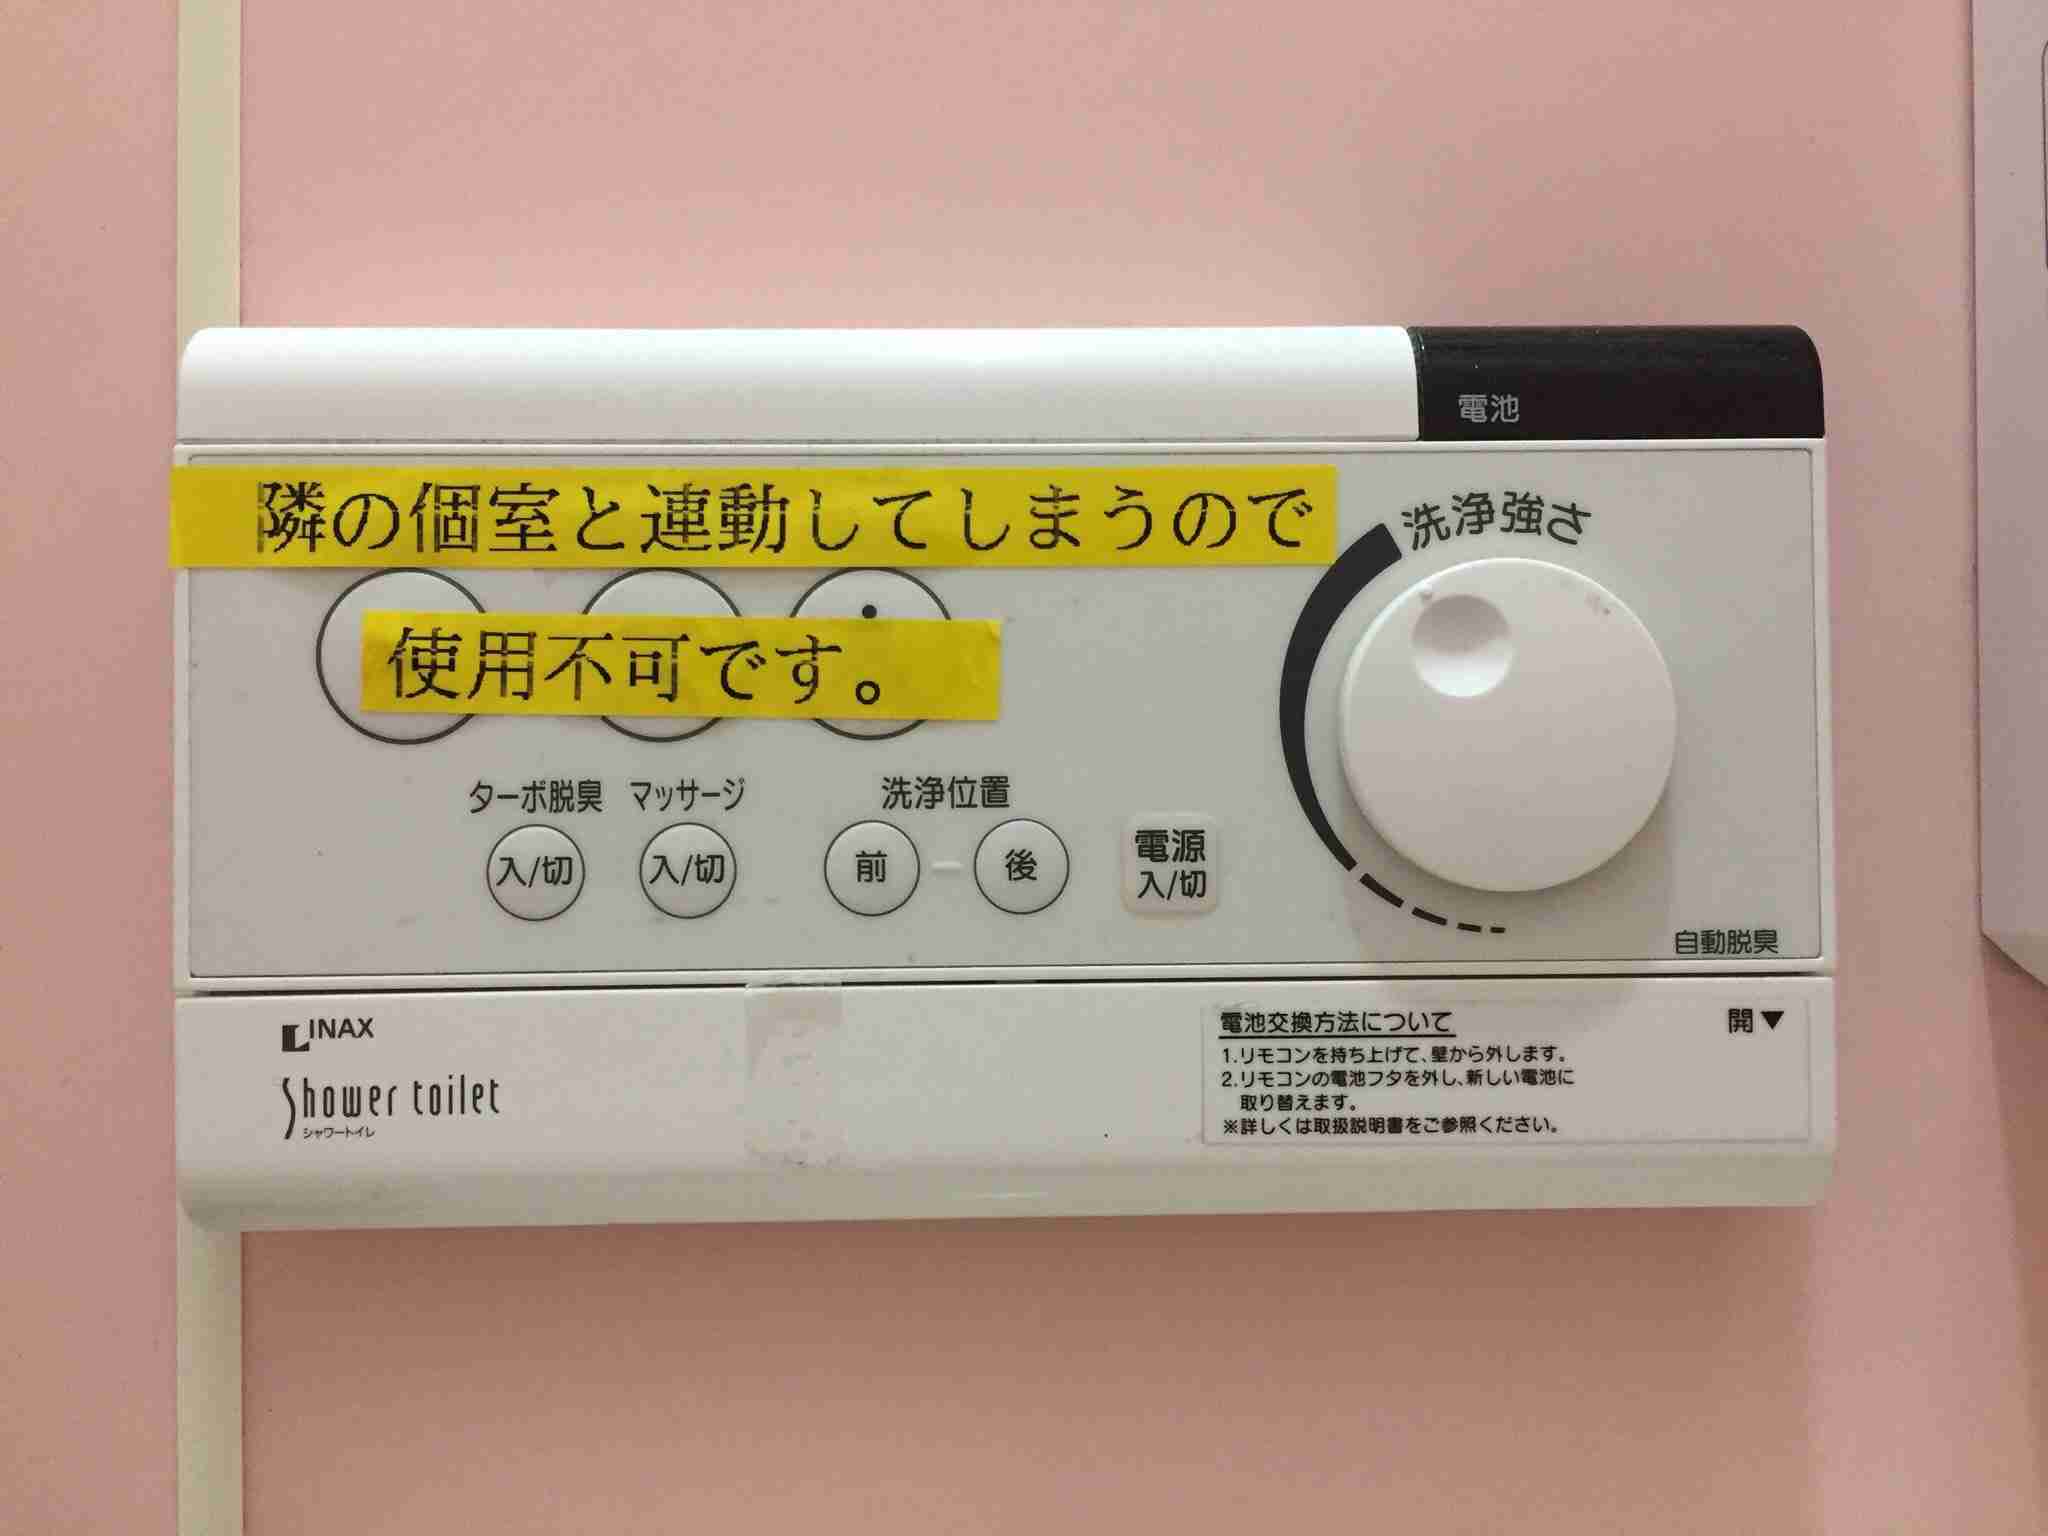 電池
隣の個室と連動してしまうので
洗浄強さ
使用不可です。
ターボ脱臭 マッサージ 洗浄位置
入/切 入/切 前 後 電源
入/切
自動脱臭
INAX
Shower toilet
シャワートイレ
電池交換方法について 開▼
1.リモコンを持ち上げて、壁から外します。
2.リモコンの電池フタを外し、新しい電池に
取り替えます。
※詳しくは取扱説明書をご参照ください。